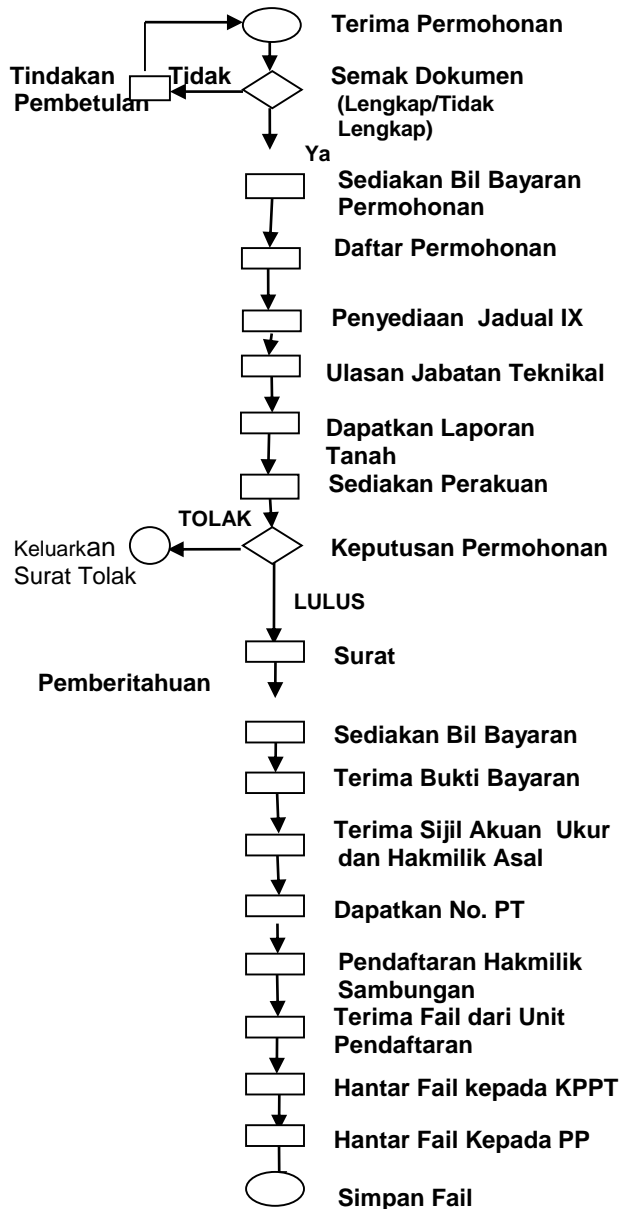 Terima Permohonan
Tindakan Tidak
Pembetulan
Semak Dokumen
(Lengkap/Tidak
Lengkap)
Ya
Sediakan Bil Bayaran
Permohonan
Daftar Permohonan
Penyediaan Jadual IX
Ulasan Jabatan Teknikal
Dapatkan Laporan
Tanah
Sediakan Perakuan
TOLAK
Keluarkan
Surat Tolak
Keputusan Permohonan
LULUS
Surat
Pemberitahuan
Sediakan Bil Bayaran
Terima Bukti Bayaran
Terima Sijil Akuan Ukur
dan Hakmilik Asal
Dapatkan No. PT
Pendaftaran Hakmilik
Sambungan
Terima Fail dari Unit
Pendaftaran
Hantar Fail kepada KPPT
Hantar Fail Kepada PP
Simpan Fail